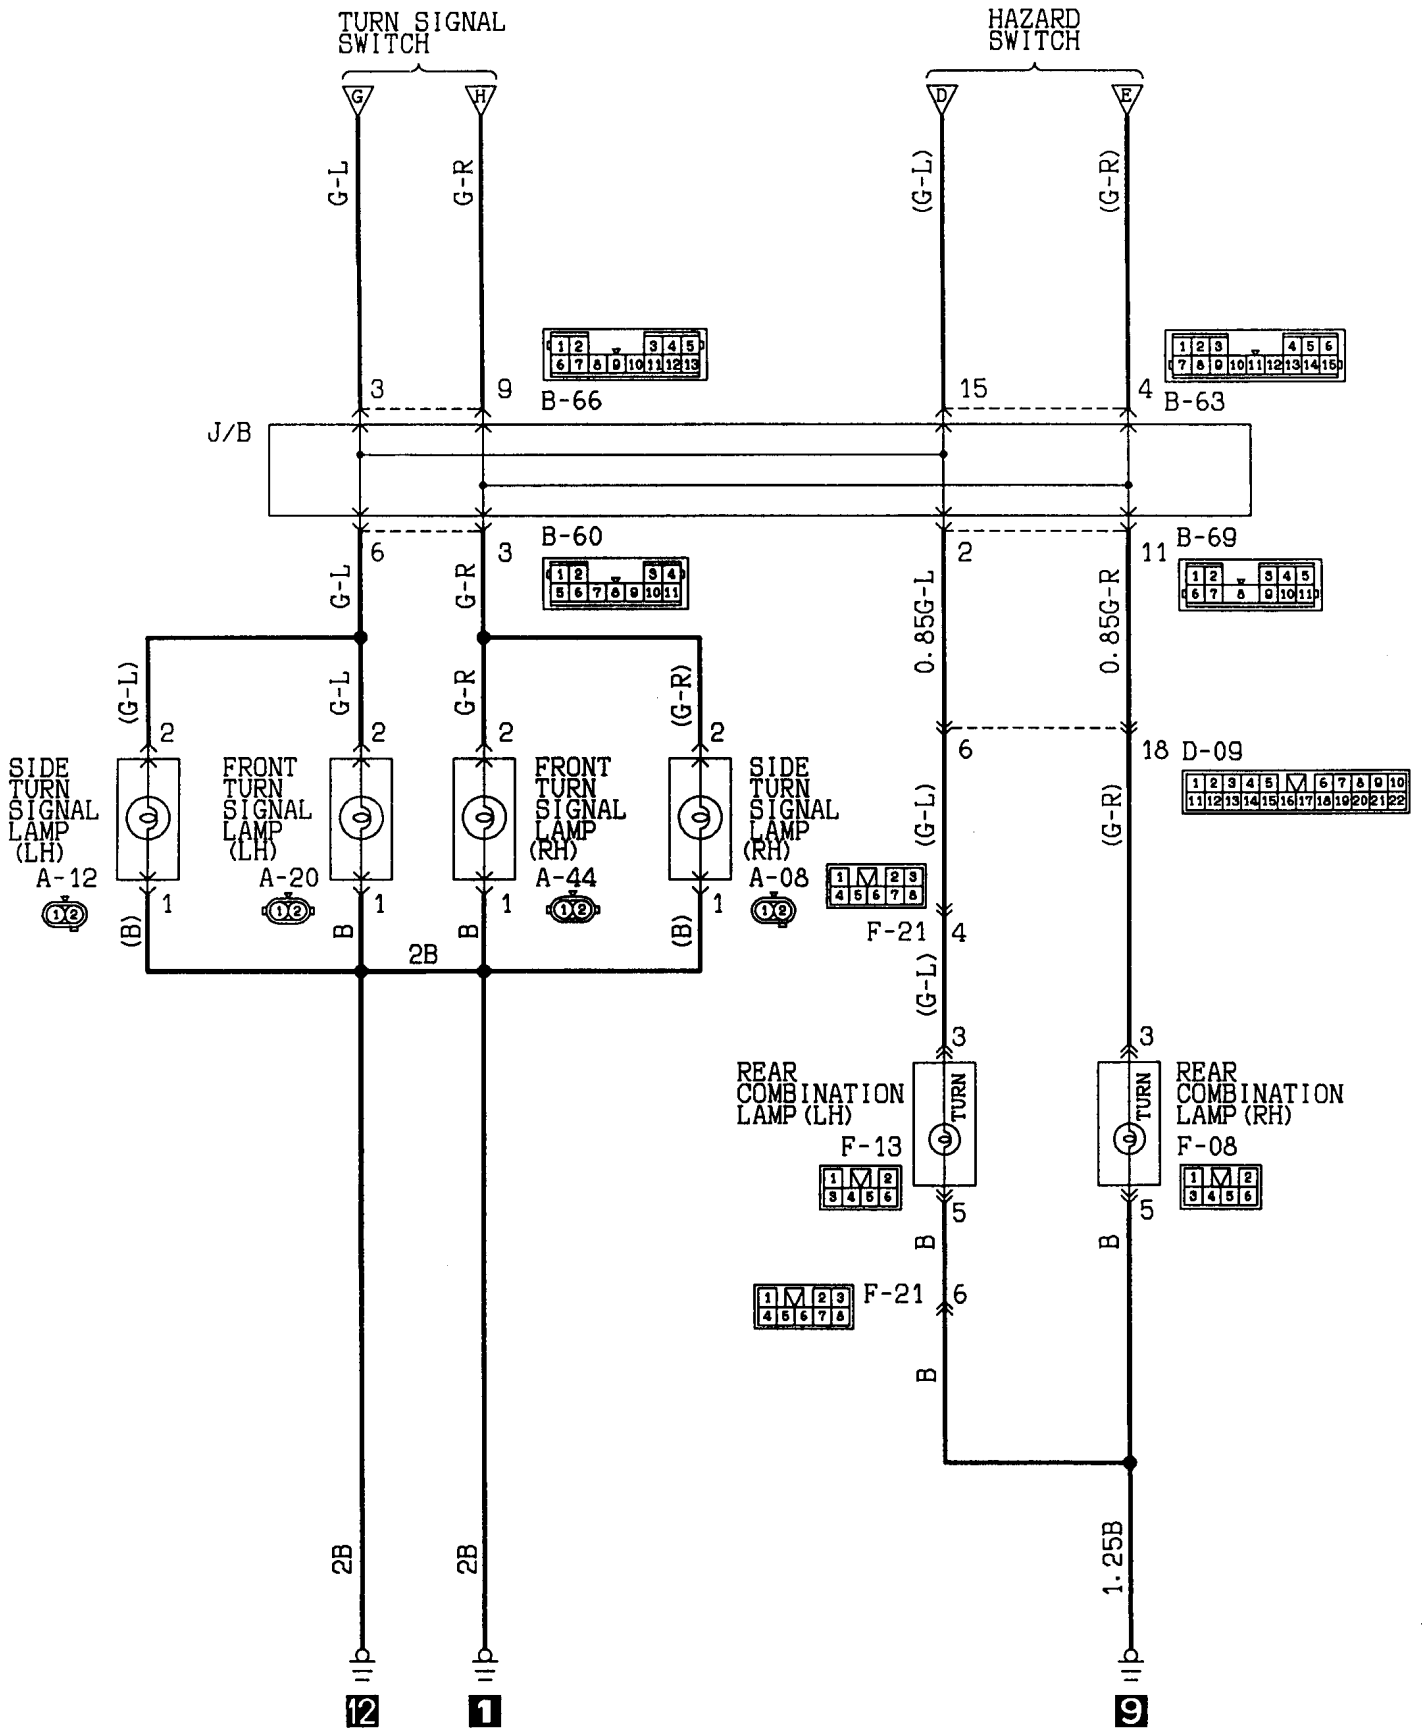 TURN SIGNAL
SWITCH
HAZARD
SWITCH
G
H
D
E
G-L
G-R
(G-L)
(G-R)
1 2 3 4 5
6 7 8 9 10 11 12 13
1 2 3 4 5 6
7 8 9 10 11 12 13 14 15
3
9
B-66
15
4
B-63
J/B
6
3
B-60
2
11
B-69
1 2 3 4
5 6 7 8 9 10 11
1 2 3 4 5
6 7 8 9 10 11
G-L
G-R
0.85G-L
0.85G-R
(G-L)
G-L
G-R
(G-R)
2
2
2
2
6
18
D-09
1 2 3 4 5 6 7 8 9 10
11 12 13 14 15 16 17 18 19 20 21 22
SIDE
TURN
SIGNAL
LAMP
(LH)
A-12
1 2
FRONT
TURN
SIGNAL
LAMP
(LH)
A-20
1 2
FRONT
TURN
SIGNAL
LAMP
(RH)
A-44
1 2
SIDE
TURN
SIGNAL
LAMP
(RH)
A-08
1 2
(G-L)
(G-R)
1 2 3
4 5 6 7 8
F-21
4
1
1
1
1
(B)
B
B
(B)
2B
(G-L)
3
3
REAR
COMBINATION
LAMP(LH)
F-13
1 2
3 4 5 6
TURN
TURN
REAR
COMBINATION
LAMP(RH)
F-08
1 2
3 4 5 6
5
5
B
B
1 2 3
4 5 6 7 8
F-21
6
B
2B
2B
1.25B
12
1
9